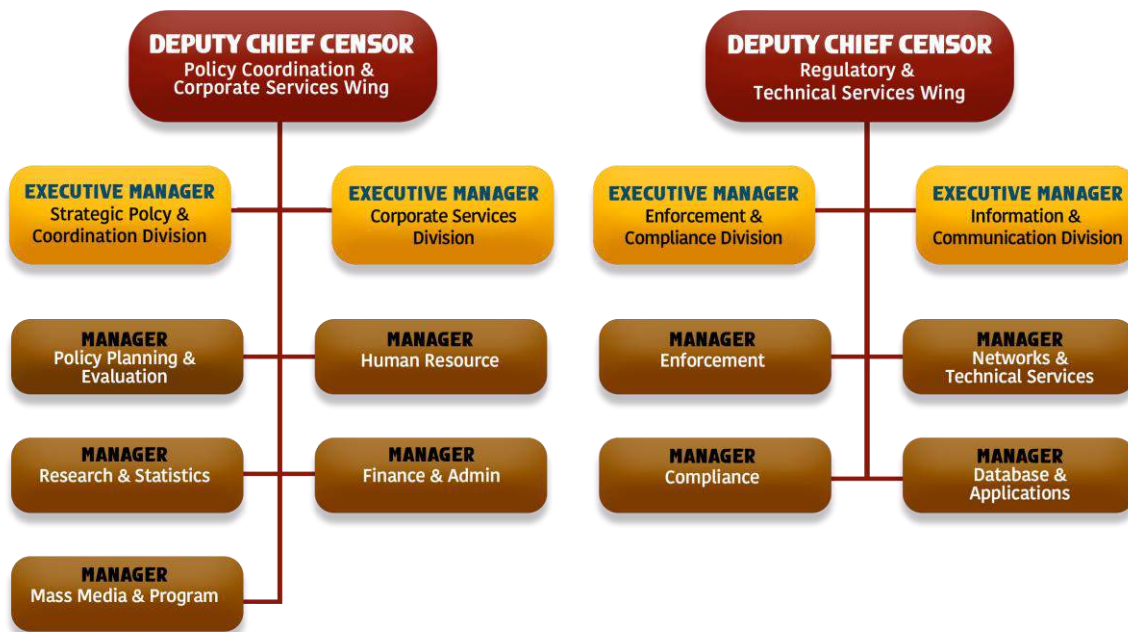 DEPUTY CHIEF CENSOR
Policy Coordination &
Corporate Services Wing
DEPUTY CHIEF CENSOR
Regulatory &
Technical Services Wing
EXECUTIVE MANAGER
Strategic Polcy &
Coordination Division
EXECUTIVE MANAGER
Corporate Services
Division
EXECUTIVE MANAGER
Enforcement &
Compliance Division
EXECUTIVE MANAGER
Information &
Communication Division
MANAGER
Policy Planning &
Evaluation
MANAGER
Human Resource
MANAGER
Enforcement
MANAGER
Networks &
Technical Services
MANAGER
Research & Statistics
MANAGER
Finance & Admin
MANAGER
Compliance
MANAGER
Database &
Applications
MANAGER
Mass Media & Program